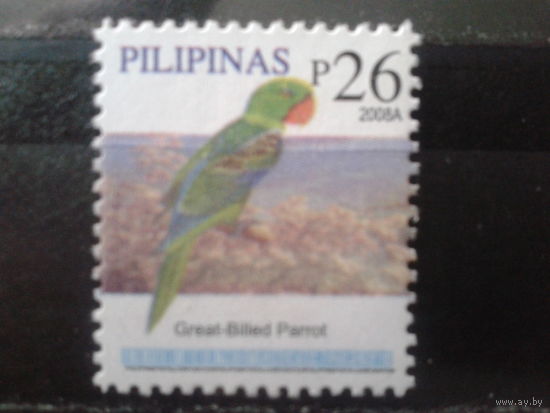 PILIPINAS P26
2008A
Great-Billed Parrot
www.ay.by